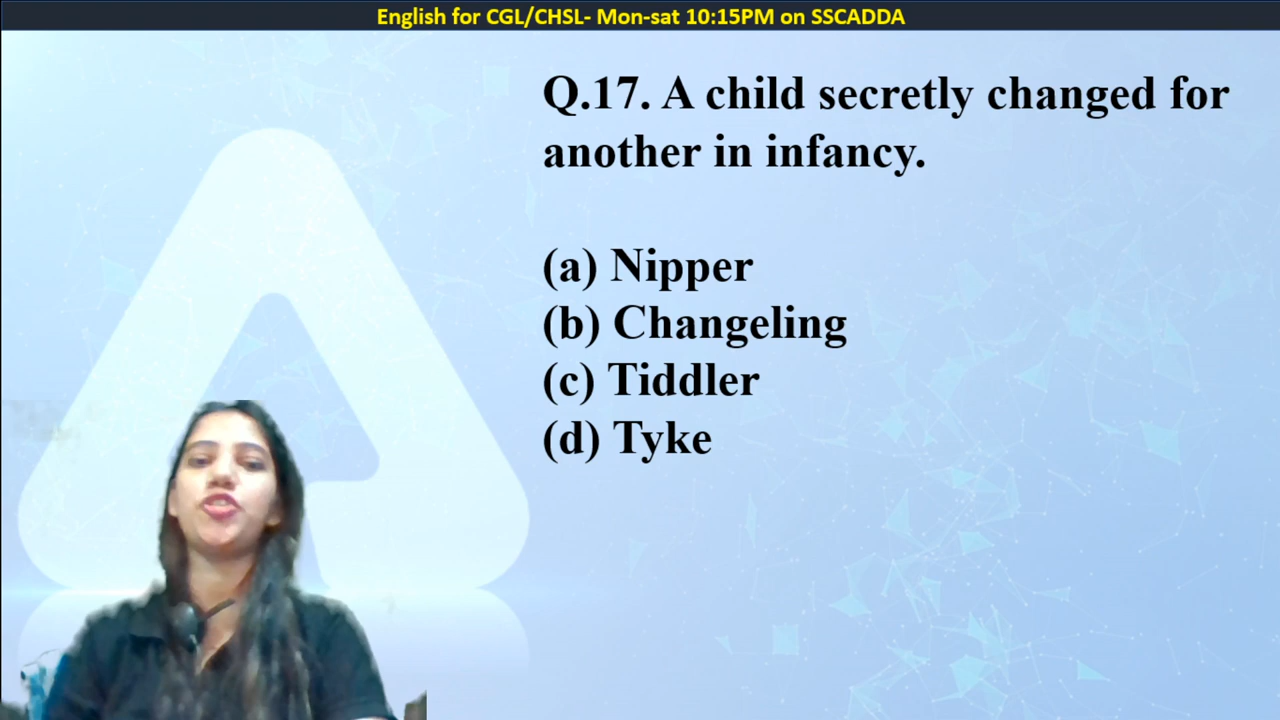 English for CGL/CHSL- Mon-sat 10:15PM on SSCADDA
Q.17. A child secretly changed for
another in infancy.
(a) Nipper
(b) Changeling
(c) Tiddler
(d) Tyke